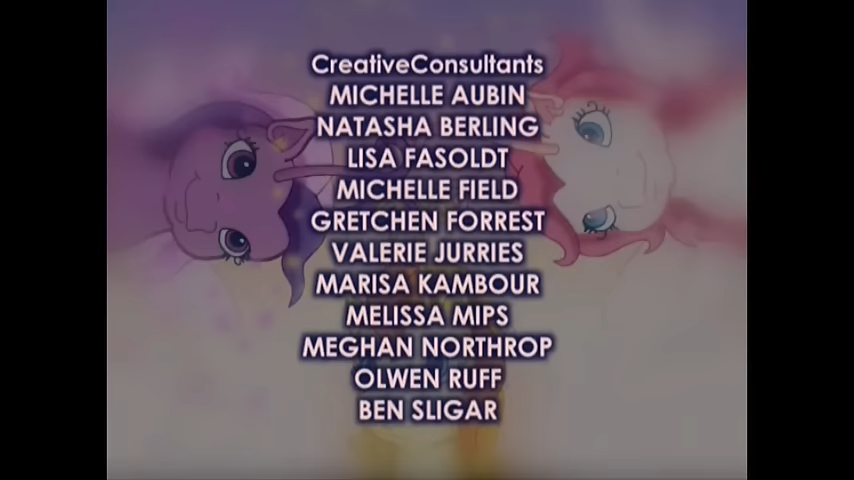 CreativeConsultants
MICHELLE AUBIN
NATASHA BERLING
LISA FASOLDT
MICHELLE FIELD
GRETCHEN FORREST
VALERIE JURRIES
MARISA KAMBOUR
MELISSA MIPS
MEGHAN NORTHROP
OLWEN RUFF
BEN SLIGAR